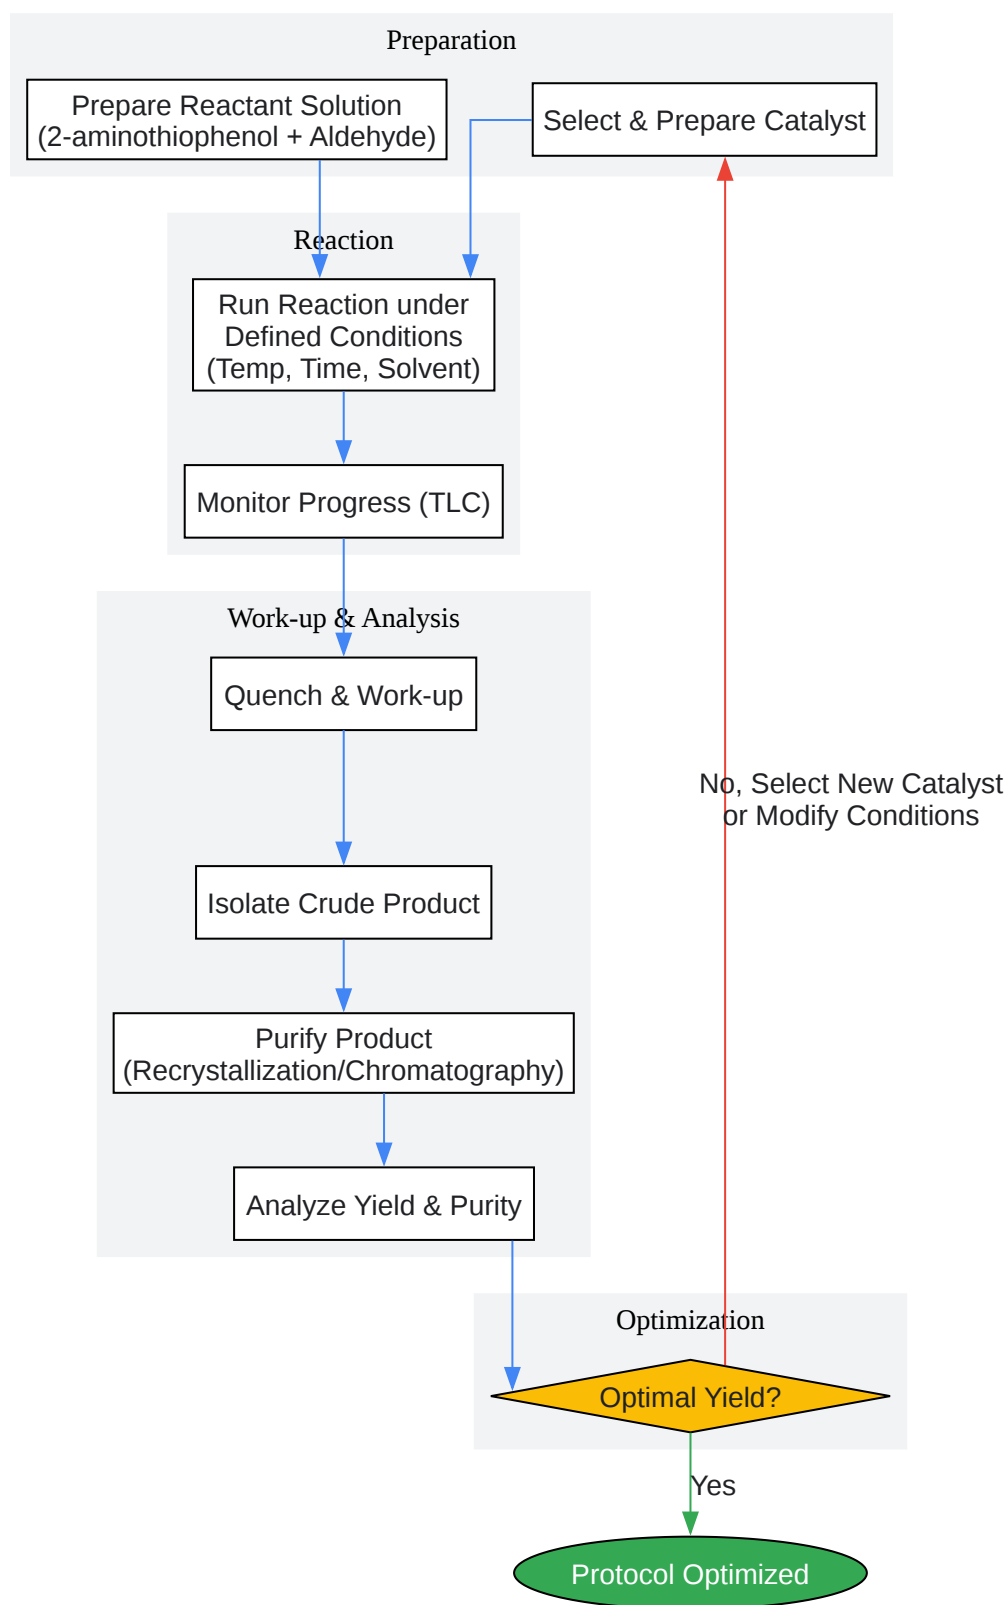 Preparation
Prepare Reactant Solution
(2-aminothiophenol + Aldehyde)
Select & Prepare Catalyst
Reaction
Run Reaction under
Defined Conditions
(Temp, Time, Solvent)
Monitor Progress (TLC)
Work-up & Analysis
Quench & Work-up
No, Select New Catalyst
or Modify Conditions
Isolate Crude Product
Purify Product
(Recrystallization/Chromatography)
Analyze Yield & Purity
Optimization
Optimal Yield?
Yes
Protocol Optimized